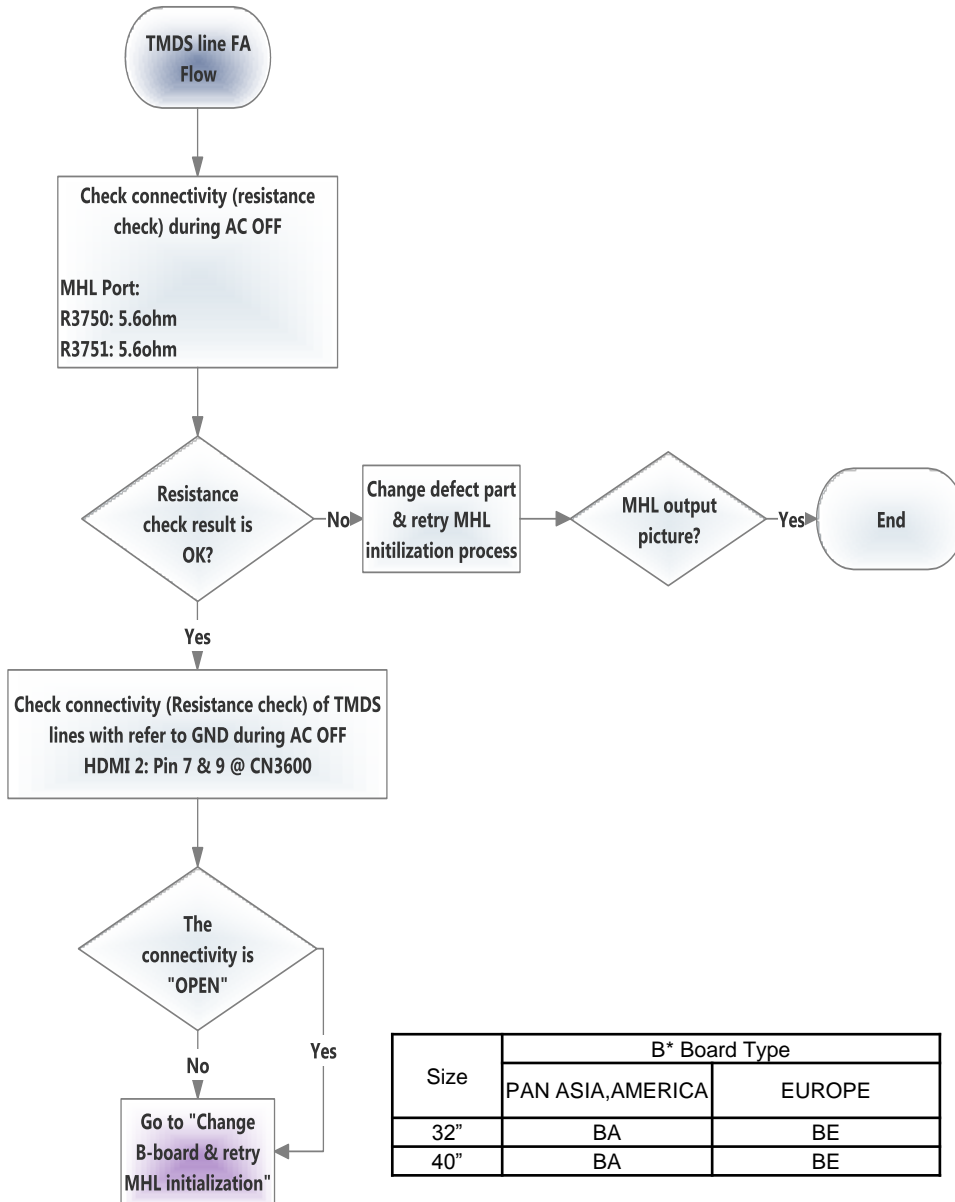 TMDS line FA
Flow
Check connectivity (resistance
check) during AC OFF
MHL Port:
R3750: 5.6ohm
R3751: 5.6ohm
Resistance
check result is
OK?
No
Change defect part
& retry MHL
initilization process
MHL output
picture?
Yes
End
Yes
Check connectivity (Resistance check) of TMDS
lines with refer to GND during AC OFF
HDMI 2: Pin 7 & 9 @ CN3600
The
connectivity is
"OPEN"
No
Yes
Go to "Change
B-board & retry
MHL initialization"
Size
B* Board Type
PAN ASIA,AMERICA
EUROPE
32”
BA
BE
40”
BA
BE